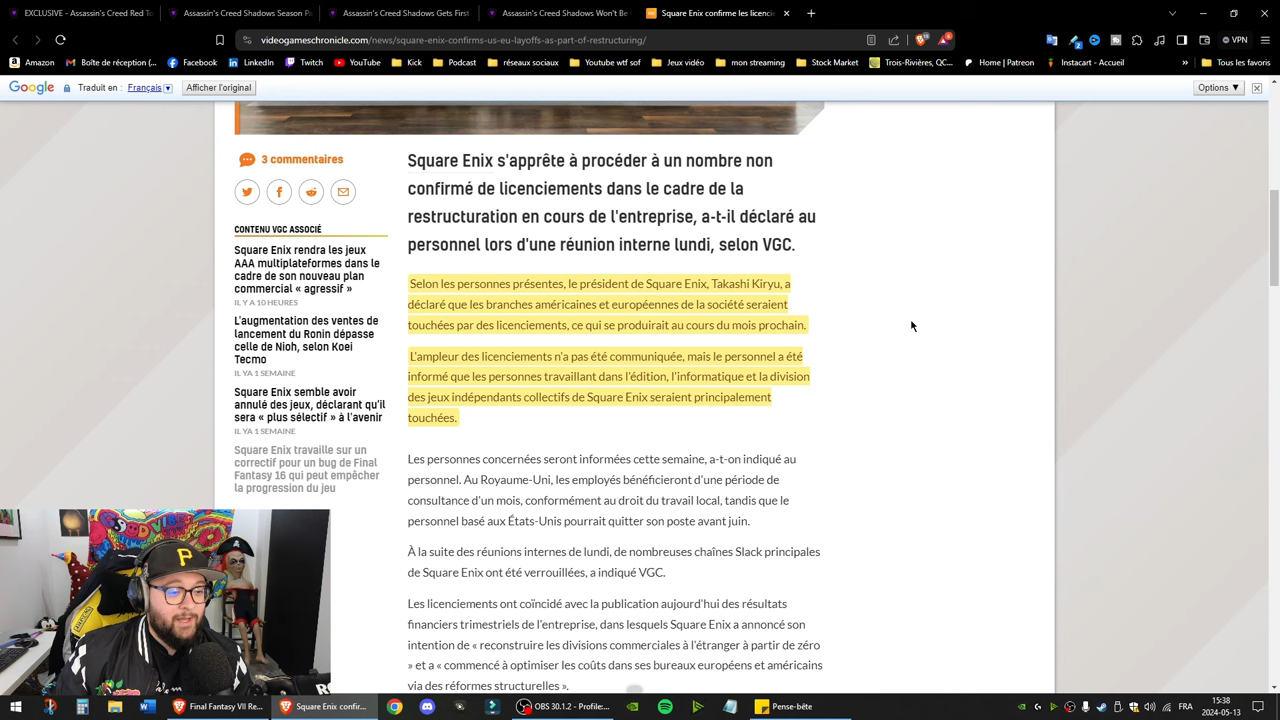 EXCLUSIVE - Assassin's Creed Red To
Assassin's Creed Shadows Season Pa
Assassin's Creed Shadows Gets First
Assassin's Creed Shadows Won't Be
Square Enix confirme les licencie
videogameschronicle.com/news/square-enix-confirms-us-eu-layoffs-as-part-of-restructuring/
VPN
Amazon
Boîte de réception (...
Facebook
LinkedIn
Twitch
YouTube
Kick
Podcast
réseaux sociaux
Youtube wtf sof
Jeux vidéo
mon streaming
Stock Market
Trois-Rivières, QC...
Home | Patreon
Instacart - Accueil
Tous les favoris
Google
Traduit en : Français
Afficher l'original
Options ▼
3 commentaires
CONTENU VGC ASSOCIÉ
Square Enix rendra les jeux
AAA multiplateformes dans le
cadre de son nouveau plan
commercial « agressif »
IL Y A 10 HEURES
L'augmentation des ventes de
lancement du Ronin dépasse
celle de Nioh, selon Koei
Tecmo
IL YA 1 SEMAINE
Square Enix semble avoir
annulé des jeux, déclarant qu'il
sera « plus sélectif » à l'avenir
IL YA 1 SEMAINE
Square Enix travaille sur un
correctif pour un bug de Final
Fantasy 16 qui peut empêcher
la progression du jeu
Square Enix s'apprête à procéder à un nombre non
confirmé de licenciements dans le cadre de la
restructuration en cours de l'entreprise, a-t-il déclaré au
personnel lors d'une réunion interne lundi, selon VGC.
Selon les personnes présentes, le président de Square Enix, Takashi Kiryu, a
déclaré que les branches américaines et européennes de la société seraient
touchées par des licenciements, ce qui se produirait au cours du mois prochain.
L'ampleur des licenciements n'a pas été communiquée, mais le personnel a été
informé que les personnes travaillant dans l'édition, l'informatique et la division
des jeux indépendants collectifs de Square Enix seraient principalement
touchées.
Les personnes concernées seront informées cette semaine, a-t-on indiqué au
personnel. Au Royaume-Uni, les employés bénéficieront d'une période de
consultance d'un mois, conformément au droit du travail local, tandis que le
personnel basé aux États-Unis pourrait quitter son poste avant juin.
À la suite des réunions internes de lundi, de nombreuses chaînes Slack principales
de Square Enix ont été verrouillées, a indiqué VGC.
Les licenciements ont coïncidé avec la publication aujourd'hui des résultats
financiers trimestriels de l'entreprise, dans lesquels Square Enix a annoncé son
intention de « reconstruire les divisions commerciales à l'étranger à partir de zéro
» et a « commencé à optimiser les coûts dans ses bureaux européens et américains
via des réformes structurelles ».
GOOD VIBES
P
Final Fantasy VII Re...
Square Enix confir...
OBS 30.1.2 - Profile:...
Pense-bête
FRA
15:38
2024-05-13